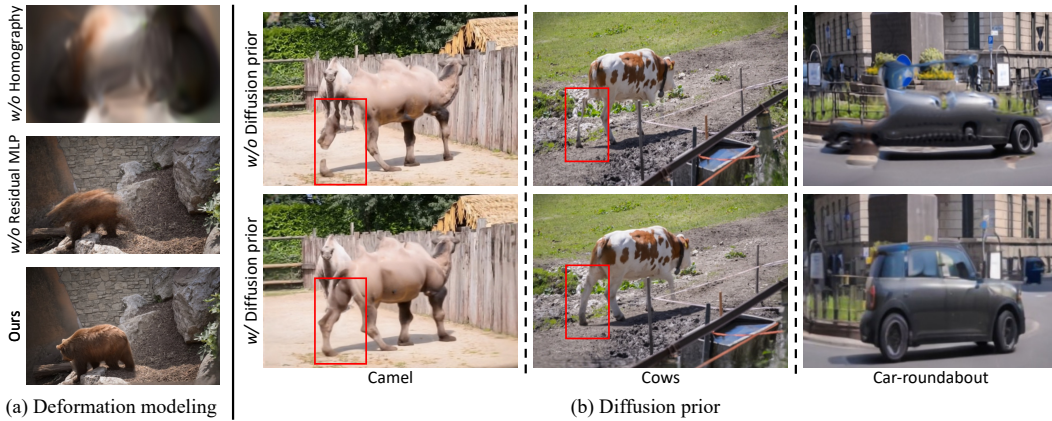 w/o Homography
w/o Residual MLP
Ours
(a) Deformation modeling
w/o Diffusion prior
w/ Diffusion prior
Camel
Cows
Car-roundabout
(b) Diffusion prior